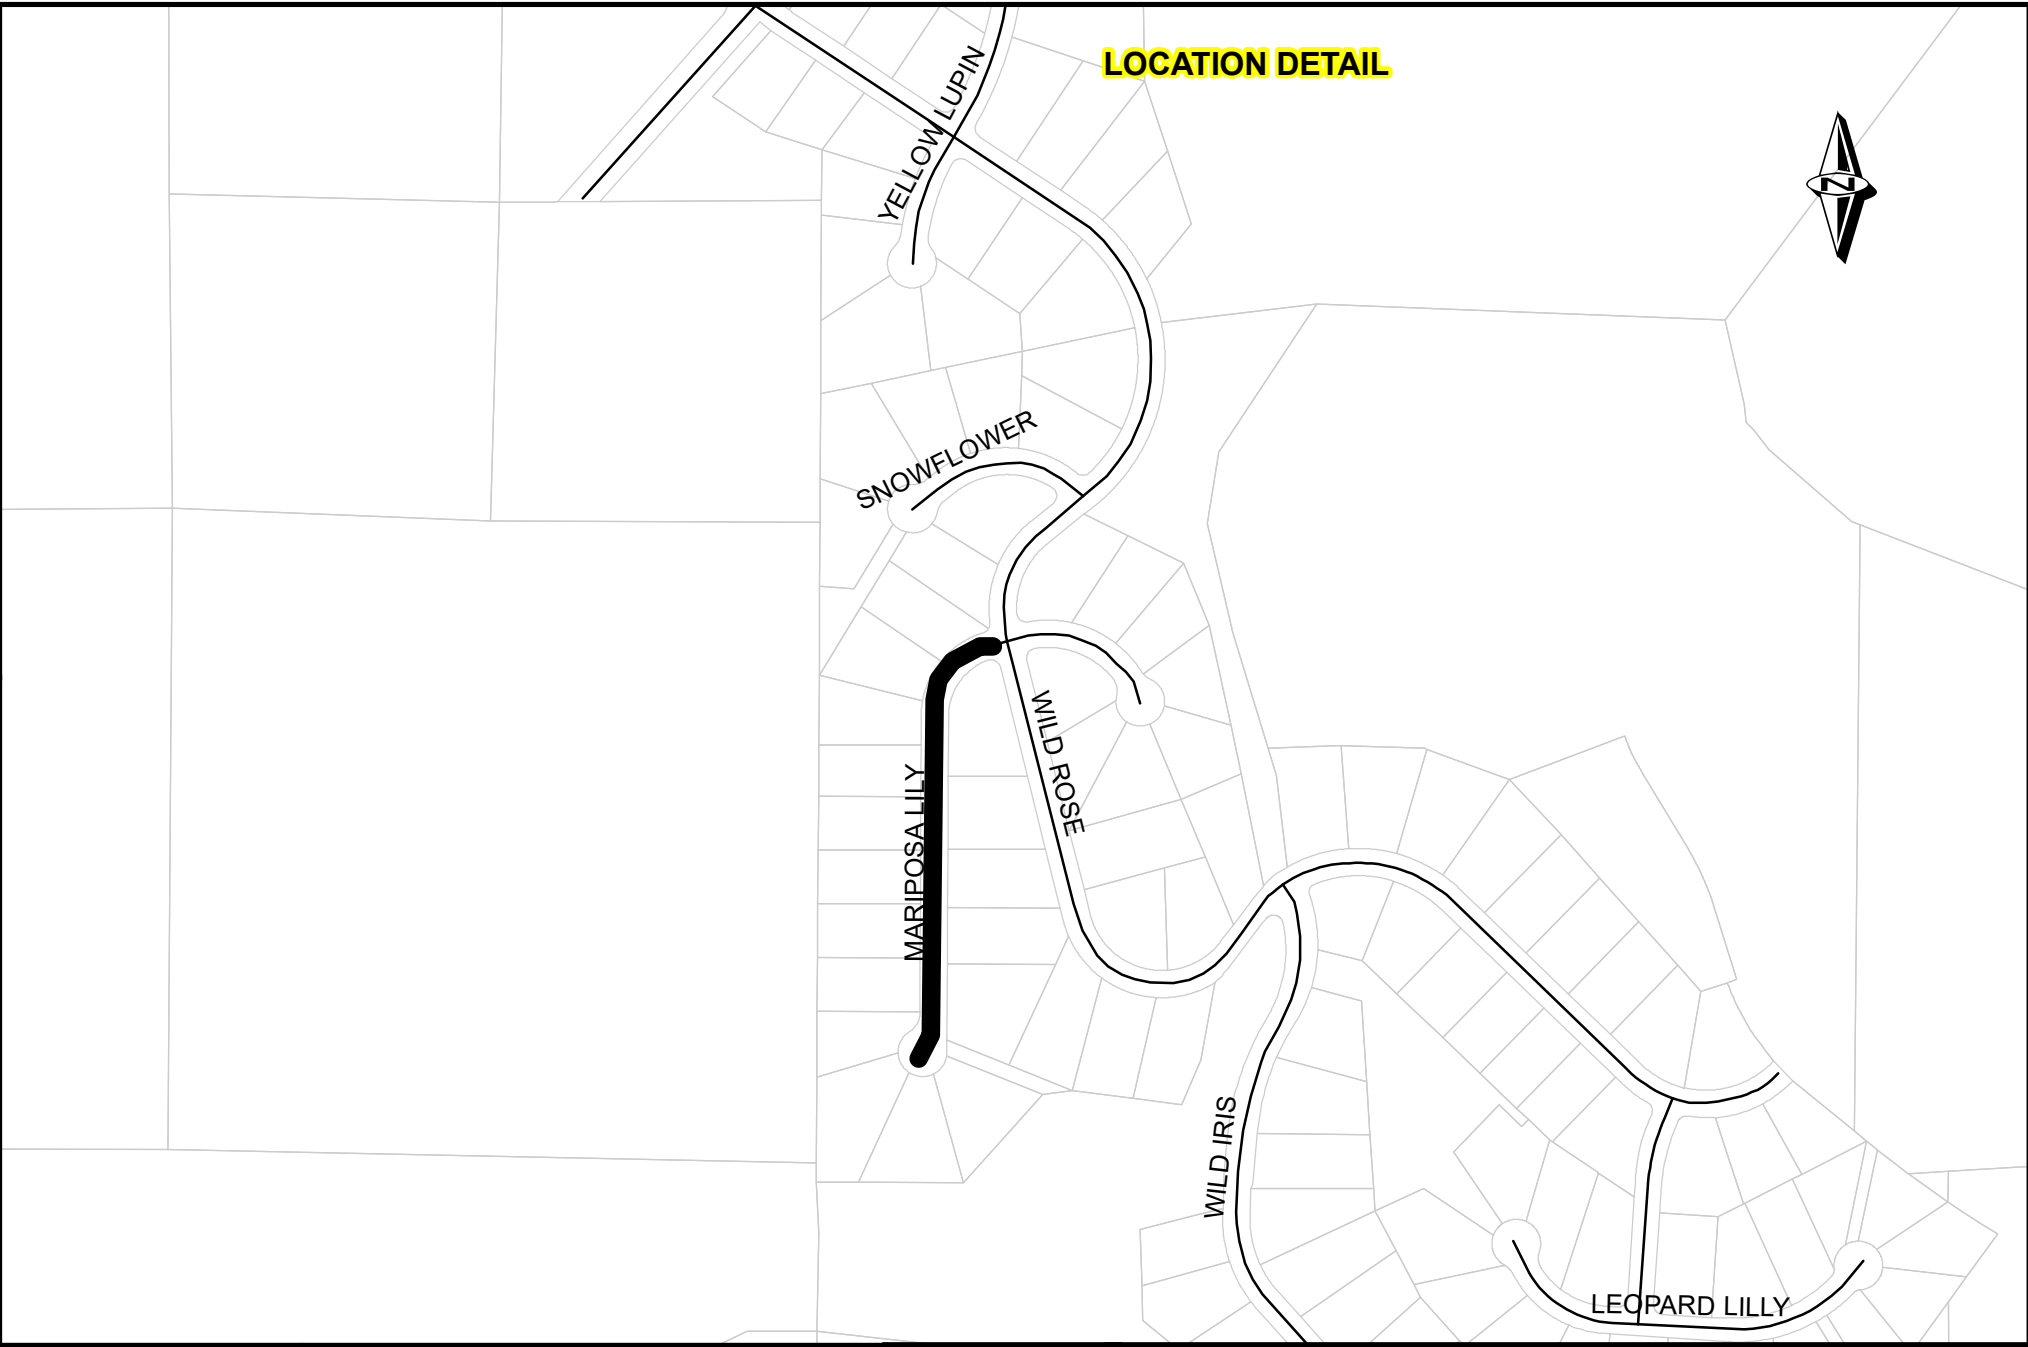 LOCATION DETAIL
YELLOW LUPIN
N
SNOWFLOWER
WILD ROSE
MARIPOSA LILY
WILD IRIS
LEOPARD LILLY